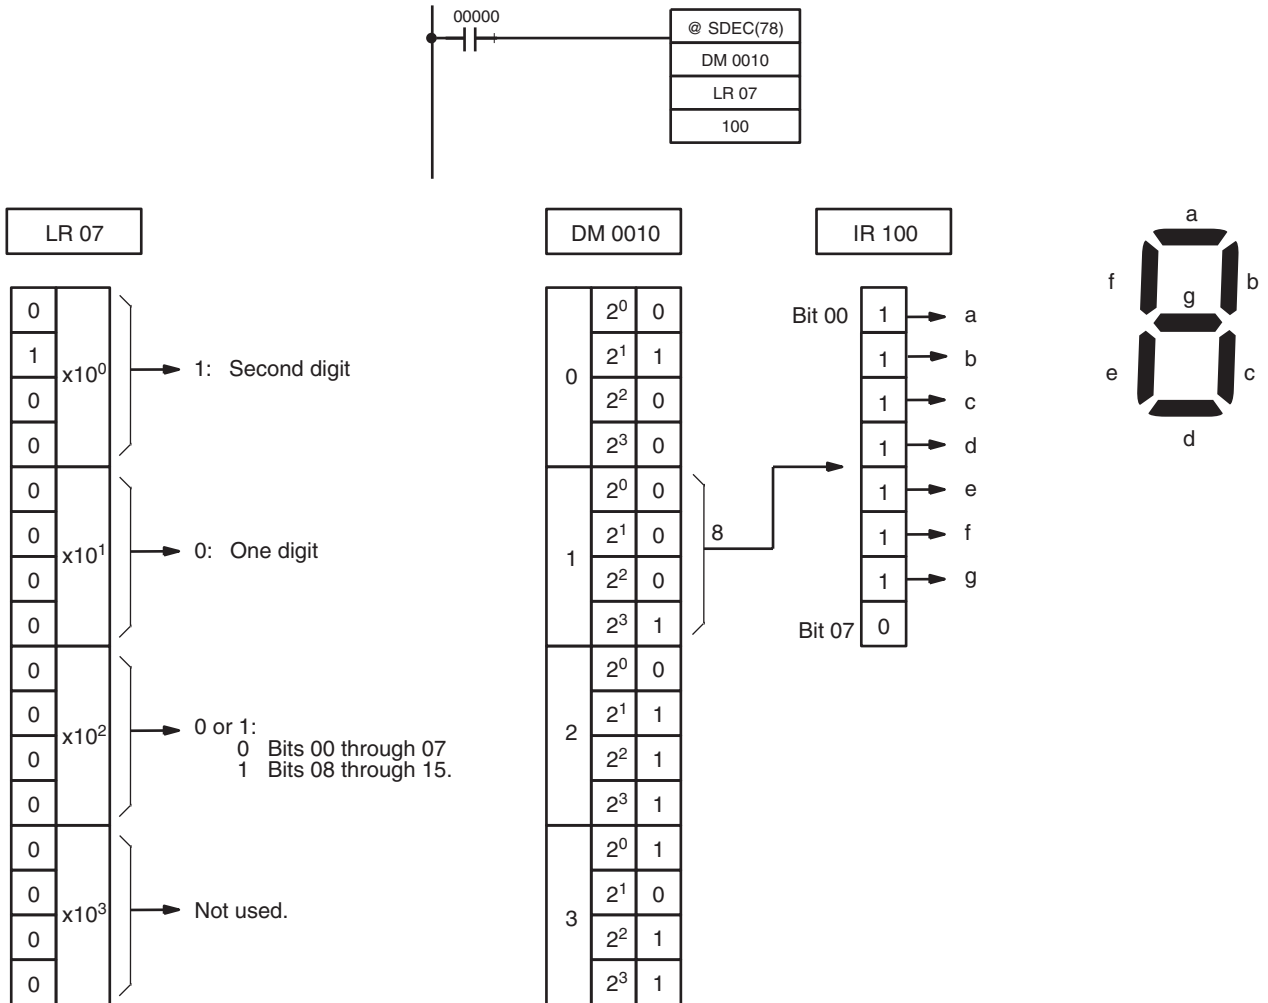 00000
@ SDEC(78)
DM 0010
LR 07
100
LR 07
0
1
0
0
x10⁰
1: Second digit
0
0
0
0
x10¹
0: One digit
0
0
0
0
x10²
0 or 1:
0 Bits 00 through 07
1 Bits 08 through 15.
0
0
0
0
x10³
Not used.
DM 0010
0
2⁰ 0
2¹ 1
2² 0
2³ 0
1
2⁰ 0
2¹ 0
2² 0
2³ 1
8
2
2⁰ 0
2¹ 1
2² 1
2³ 1
3
2⁰ 1
2¹ 0
2² 1
2³ 1
IR 100
Bit 00 1 a
1 b
1 c
1 d
1 e
1 f
1 g
Bit 07 0
a
f
b
g
e
c
d